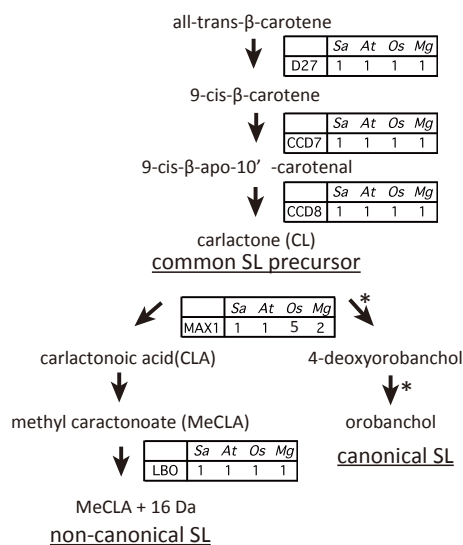 all-trans-β-carotene
Sa At Os Mg
D27 1 1 1 1
9-cis-β-carotene
Sa At Os Mg
CCD7 1 1 1 1
9-cis-β-apo-10' -carotenal
Sa At Os Mg
CCD8 1 1 1 1
carlactone (CL)
common SL precursor
Sa At Os Mg
MAX1 1 1 5 2
*
carlactonoic acid(CLA)
4-deoxyorobanchol
*
methyl caractonoate (MeCLA)
orobanchol
canonical SL
Sa At Os Mg
LBO 1 1 1 1
MeCLA + 16 Da
non-canonical SL